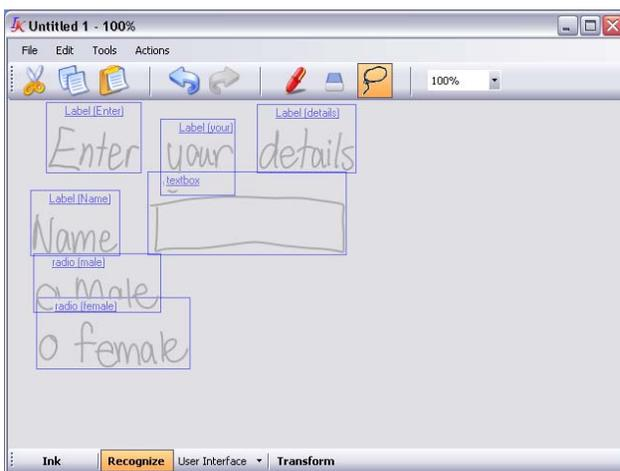 Untitled 1 - 100%
File Edit Tools Actions
100%
Label (Enter) Label (your) Label (details)
Enter your details
Label (Name) textbox
Name
radio (male)
o male
radio (female)
o female
Ink Recognize User Interface Transform